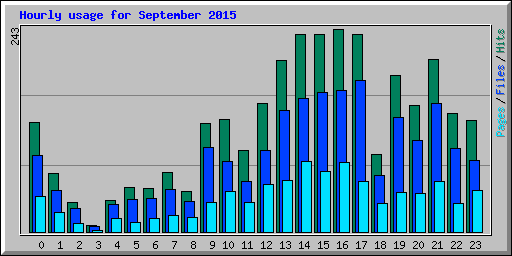 Hourly usage for September 2015
243
Pages/Files/Hits
0 1 2 3 4 5 6 7 8 9 10 11 12 13 14 15 16 17 18 19 20 21 22 23